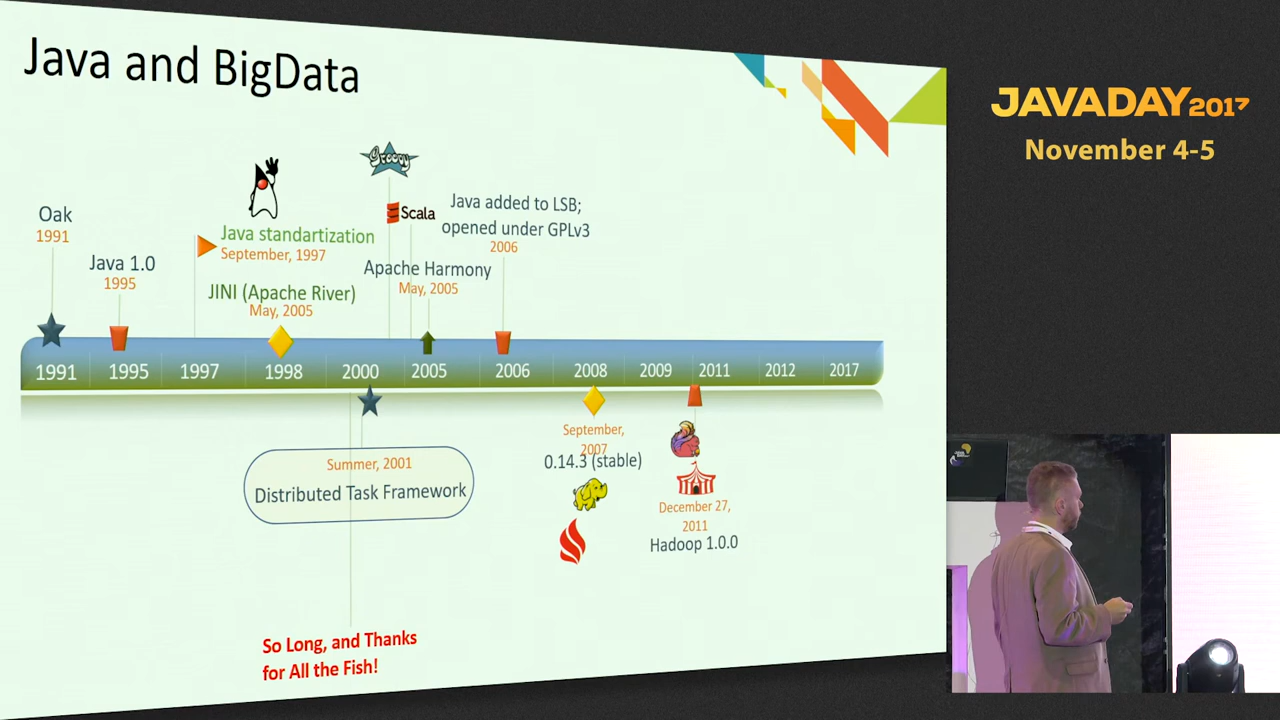 Java and BigData
JAVADAY 2017
November 4-5
Groovy
Scala
Java added to LSB;
opened under GPLv3
2006
Oak
1991
Java standartization
September, 1997
Java 1.0
1995
Apache Harmony
May, 2005
JINI (Apache River)
May, 2005
1991 1995 1997 1998 2000 2005 2006 2008 2009 2011 2012 2017
Summer, 2001
Distributed Task Framework
September,
2007
0.14.3 (stable)
December 27,
2011
Hadoop 1.0.0
So Long, and Thanks
for All the Fish!